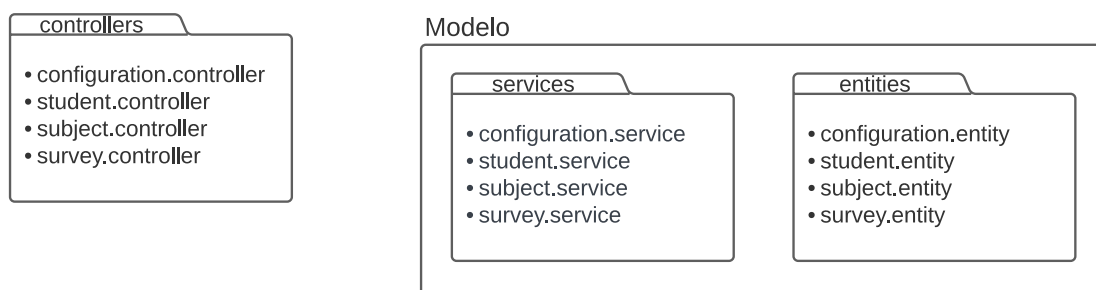 controllers
• configuration.controller
• student.controller
• subject.controller
• survey.controller
Modelo
services
• configuration.service
• student.service
• subject.service
• survey.service
entities
• configuration.entity
• student.entity
• subject.entity
• survey.entity